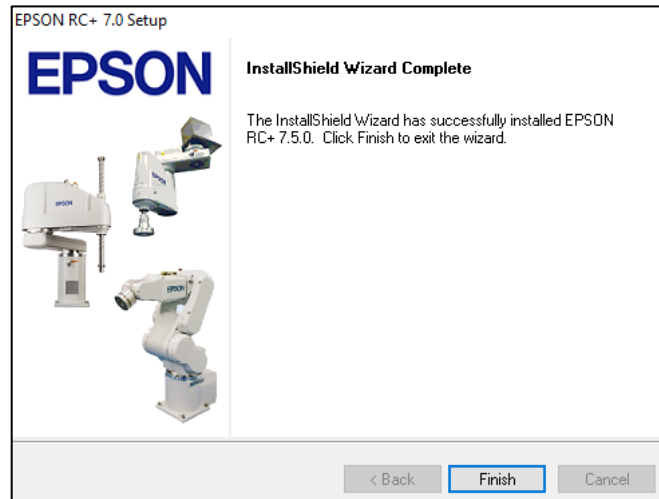 EPSON RC+ 7.0 Setup
EPSON
InstallShield Wizard Complete
The InstallShield Wizard has successfully installed EPSON
RC+ 7.5.0. Click Finish to exit the wizard.
EPSON
EPSON
EPSON
< Back
Finish
Cancel